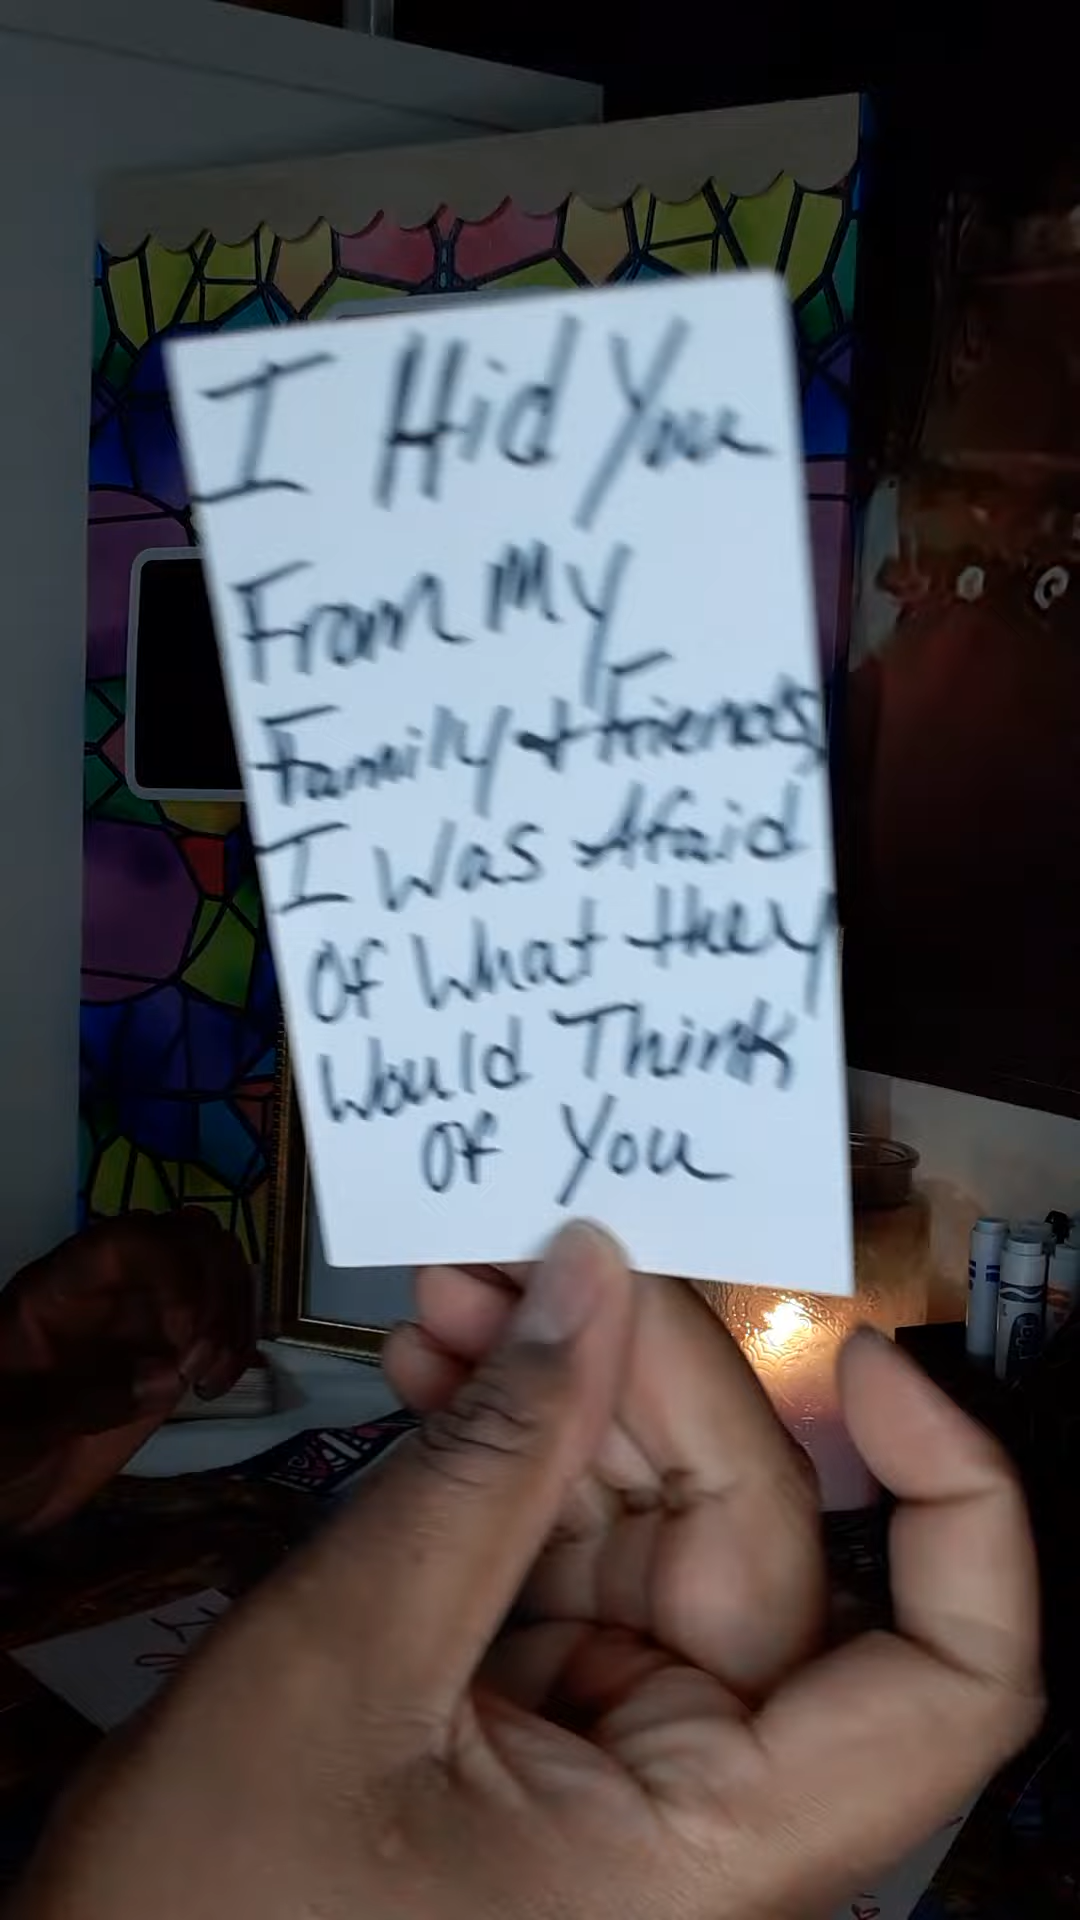 I Hid You
From My
Family & Friends
I Was Afraid
Of What they
Would Think
Of You